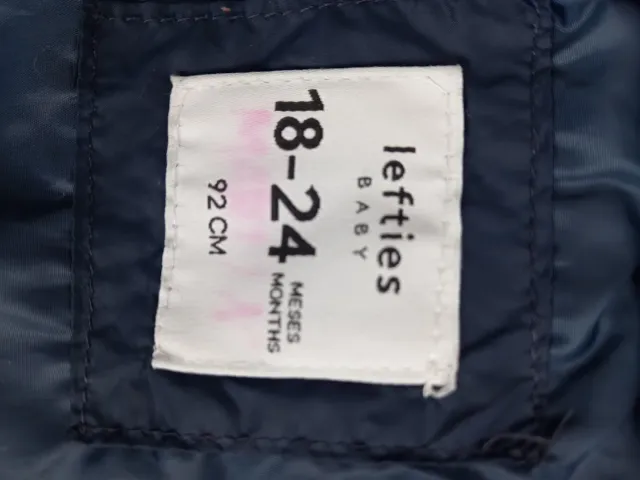 lefties
BABY
18-24 MESES
MONTHS
92 CM